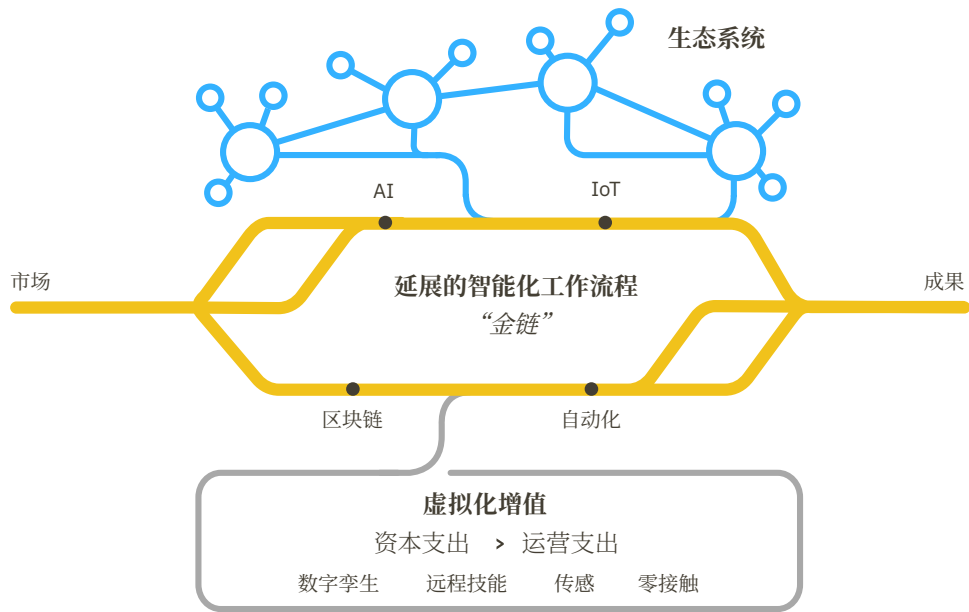 生态系统
AI
IoT
市场
延展的智能化工作流程
成果
“金链”
区块链
自动化
虚拟化增值
资本支出 > 运营支出
数字孪生 远程技能 传感 零接触